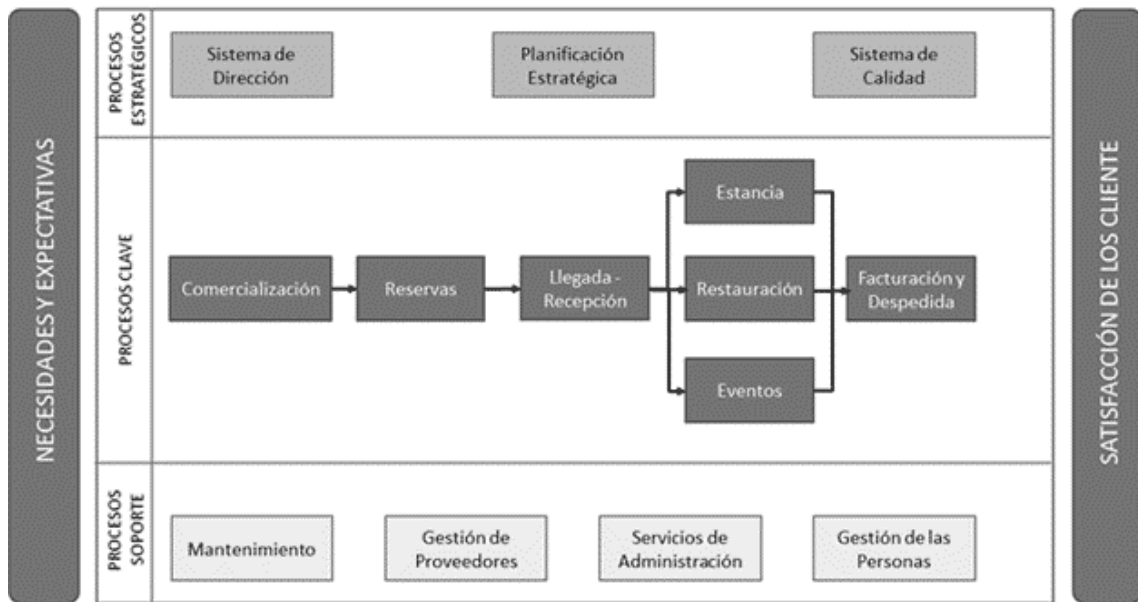 NECESIDADES Y EXPECTATIVAS
PROCESOS
ESTRATÉGICOS
Sistema de
Dirección
Planificación
Estratégica
Sistema de
Calidad
PROCESOS CLAVE
Comercialización
Reservas
Llegada -
Recepción
Estancia
Restauración
Eventos
Facturación y
Despedida
PROCESOS
SOPORTE
Mantenimiento
Gestión de
Proveedores
Servicios de
Administración
Gestión de las
Personas
SATISFACCIÓN DE LOS CLIENTE